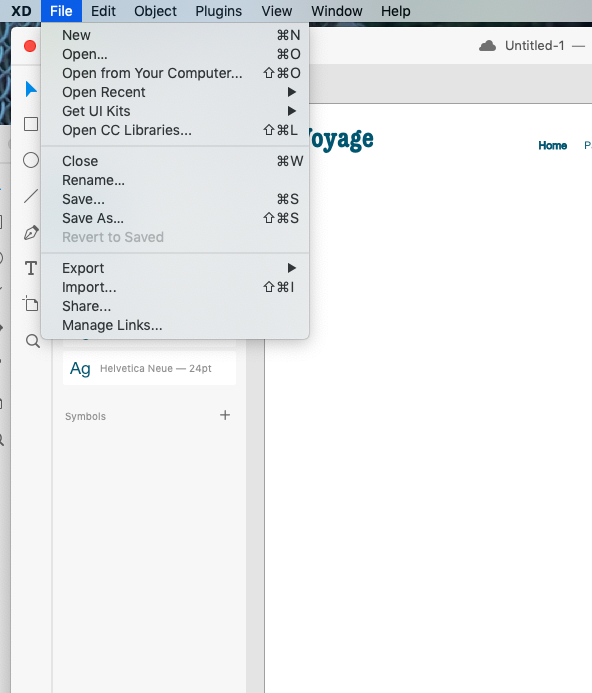 XD File Edit Object Plugins View Window Help
Untitled-1 —
New ⌘N
Open... ⌘O
Open from Your Computer... ⇧⌘O
Open Recent ▶
Get UI Kits ▶
Open CC Libraries... ⇧⌘L
Close ⌘W
Rename...
Save... ⌘S
Save As... ⇧⌘S
Revert to Saved
Export ▶
Import... ⇧⌘I
Share...
Manage Links...
Voyage
Home
Ag Helvetica Neue — 24pt
Symbols +
T